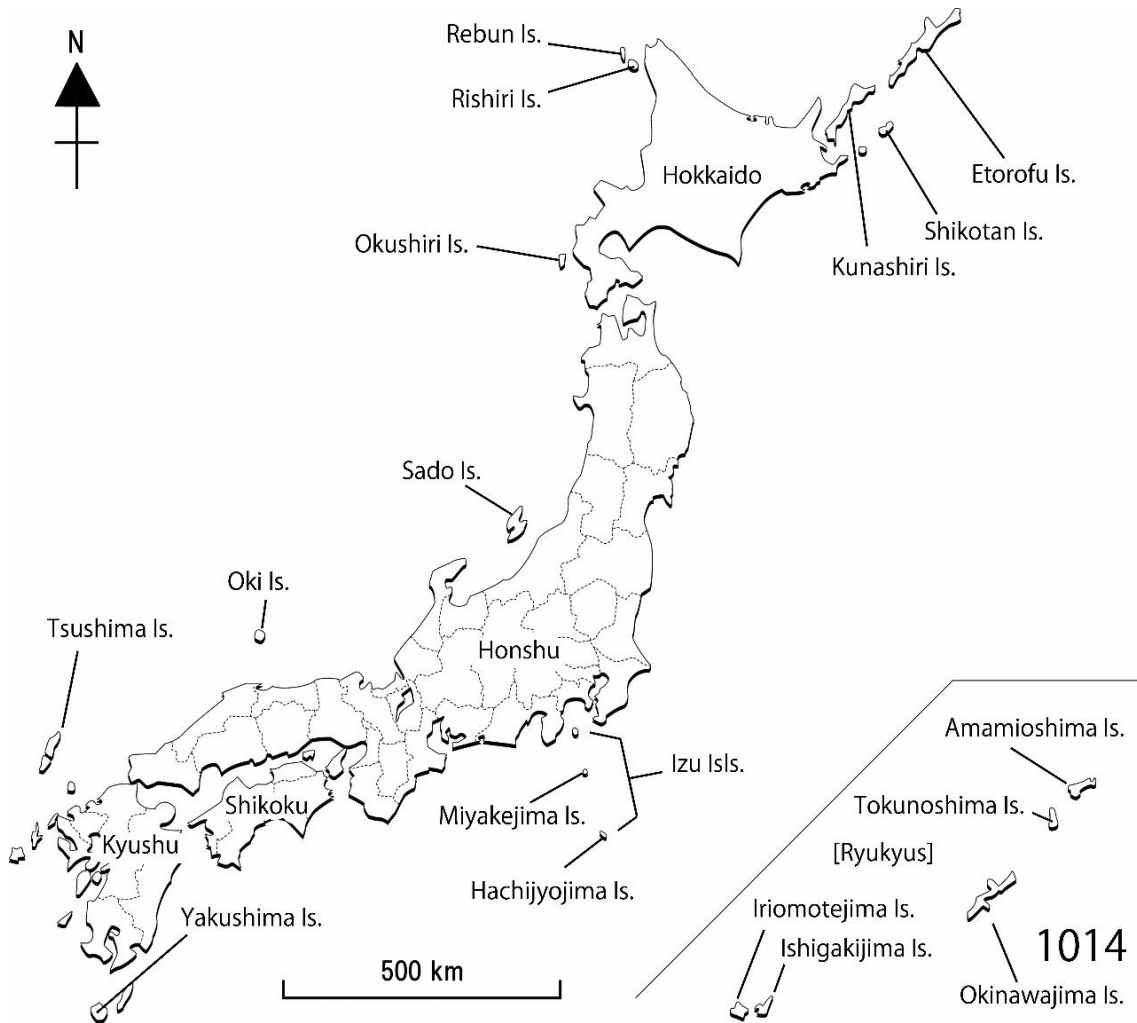 N
Rebun Is.
Rishiri Is.
Hokkaido
Etorofu Is.
Shikotan Is.
Kunashiri Is.
Okushiri Is.
Sado Is.
Oki Is.
Tsushima Is.
Honshu
Izu Isls.
Miyakejima Is.
Hachijyojima Is.
Shikoku
Kyushu
Yakushima Is.
500 km
Amamioshima Is.
Tokunoshima Is.
[Ryukyus]
Iriomotejima Is.
Ishigakijima Is.
1014
Okinawajima Is.